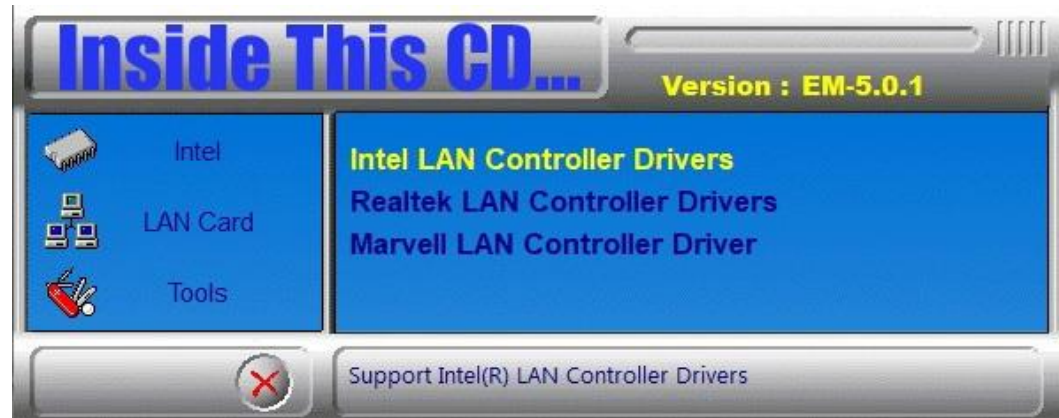 Inside This CD...
Version : EM-5.0.1
Intel
LAN Card
Tools
Intel LAN Controller Drivers
Realtek LAN Controller Drivers
Marvell LAN Controller Driver
Support Intel(R) LAN Controller Drivers